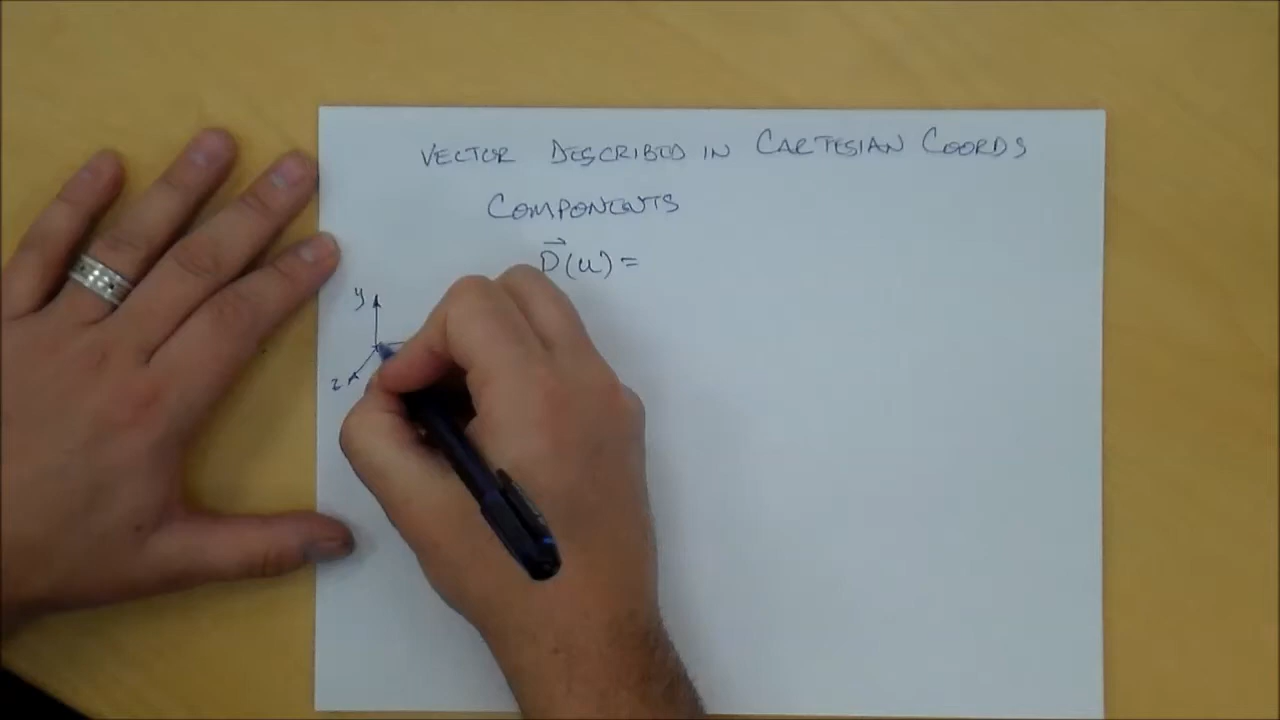 VECTOR DESCRIBED IN CARTESIAN COORDS
COMPONENTS
D⃗(u) =
y
z